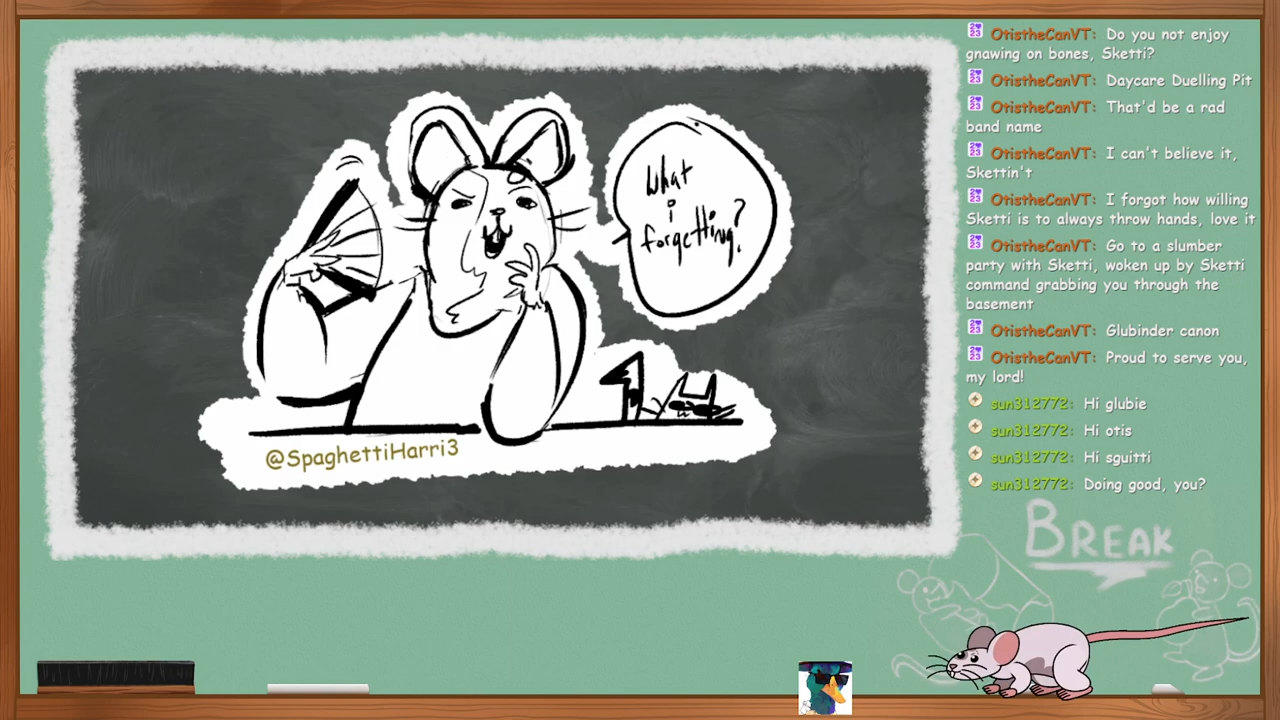 What
i
forgetting?
@SpaghettiHarri3
OtistheCanVT: Do you not enjoy
gnawing on bones, Sketti?
OtistheCanVT: Daycare Duelling Pit
OtistheCanVT: That'd be a rad
band name
OtistheCanVT: I can't believe it,
Skettin't
OtistheCanVT: I forgot how willing
Sketti is to always throw hands, love it
OtistheCanVT: Go to a slumber
party with Sketti, woken up by Sketti
command grabbing you through the
basement
OtistheCanVT: Glubinder canon
OtistheCanVT: Proud to serve you,
my lord!
sun312772: Hi glubie
sun312772: Hi otis
sun312772: Hi sguitti
sun312772: Doing good, you?
BREAK